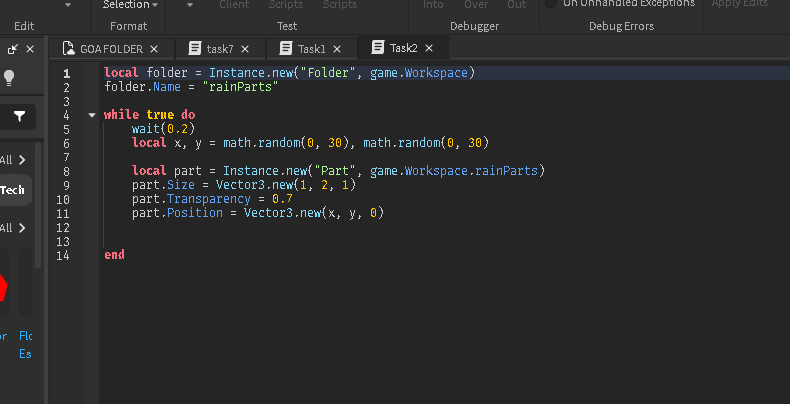 Selection
Client
Scripts
Scripts
Into
Over
Out
Un Unhandled Exceptions
Apply Edits
Edit
Format
Test
Debugger
Debug Errors
GOAFOLDER
task7
Task1
Task2
1 local folder = Instance.new("Folder", game.Workspace)
2 folder.Name = "rainParts"
3
4 while true do
5 wait(0.2)
6 local x, y = math.random(0, 30), math.random(0, 30)
7
8 local part = Instance.new("Part", game.Workspace.rainParts)
9 part.Size = Vector3.new(1, 2, 1)
10 part.Transparency = 0.7
11 part.Position = Vector3.new(x, y, 0)
12
13
14 end
All
Tech
All
or
Flo
Es